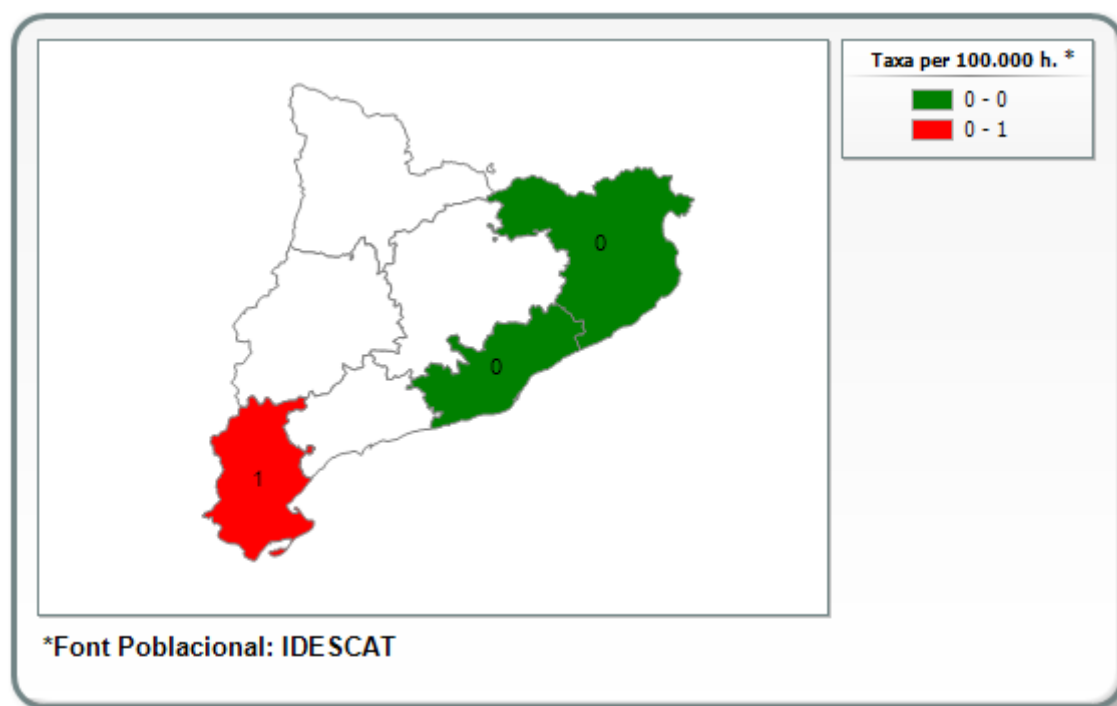 Taxa per 100.000 h. *
0 - 0
0 - 1
0
0
1
*Font Poblacional: IDESCAT